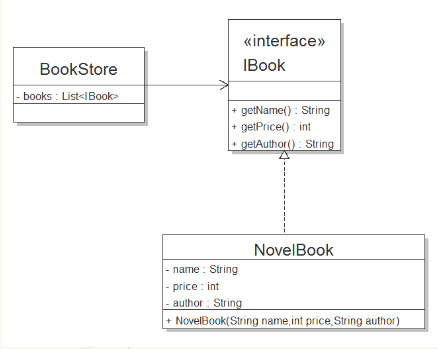 BookStore
- books : List<IBook>
«interface»
IBook
+ getName() : String
+ getPrice() : int
+ getAuthor() : String
NovelBook
- name : String
- price : int
- author : String
+ NovelBook(String name,int price,String author)